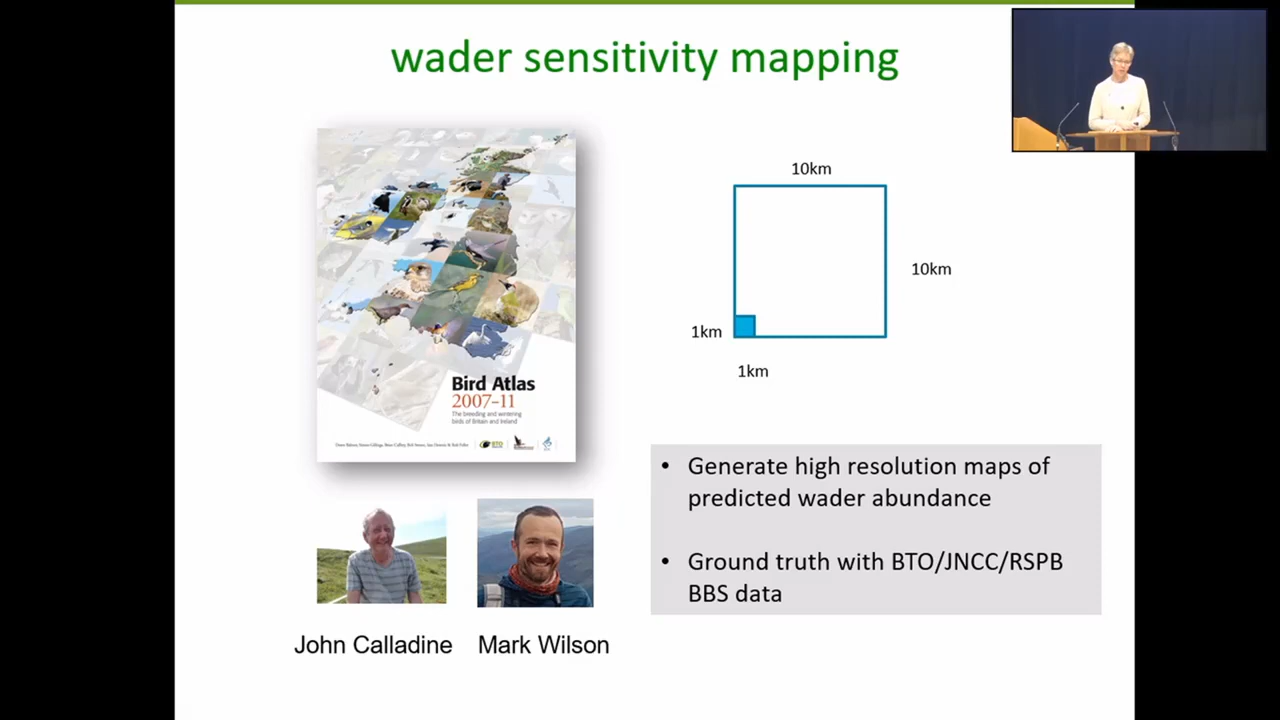 wader sensitivity mapping
10km
10km
1km
1km
Bird Atlas
2007–11
The breeding and wintering
birds of Britain and Ireland
BTO
• Generate high resolution maps of
predicted wader abundance
• Ground truth with BTO/JNCC/RSPB
BBS data
John Calladine
Mark Wilson